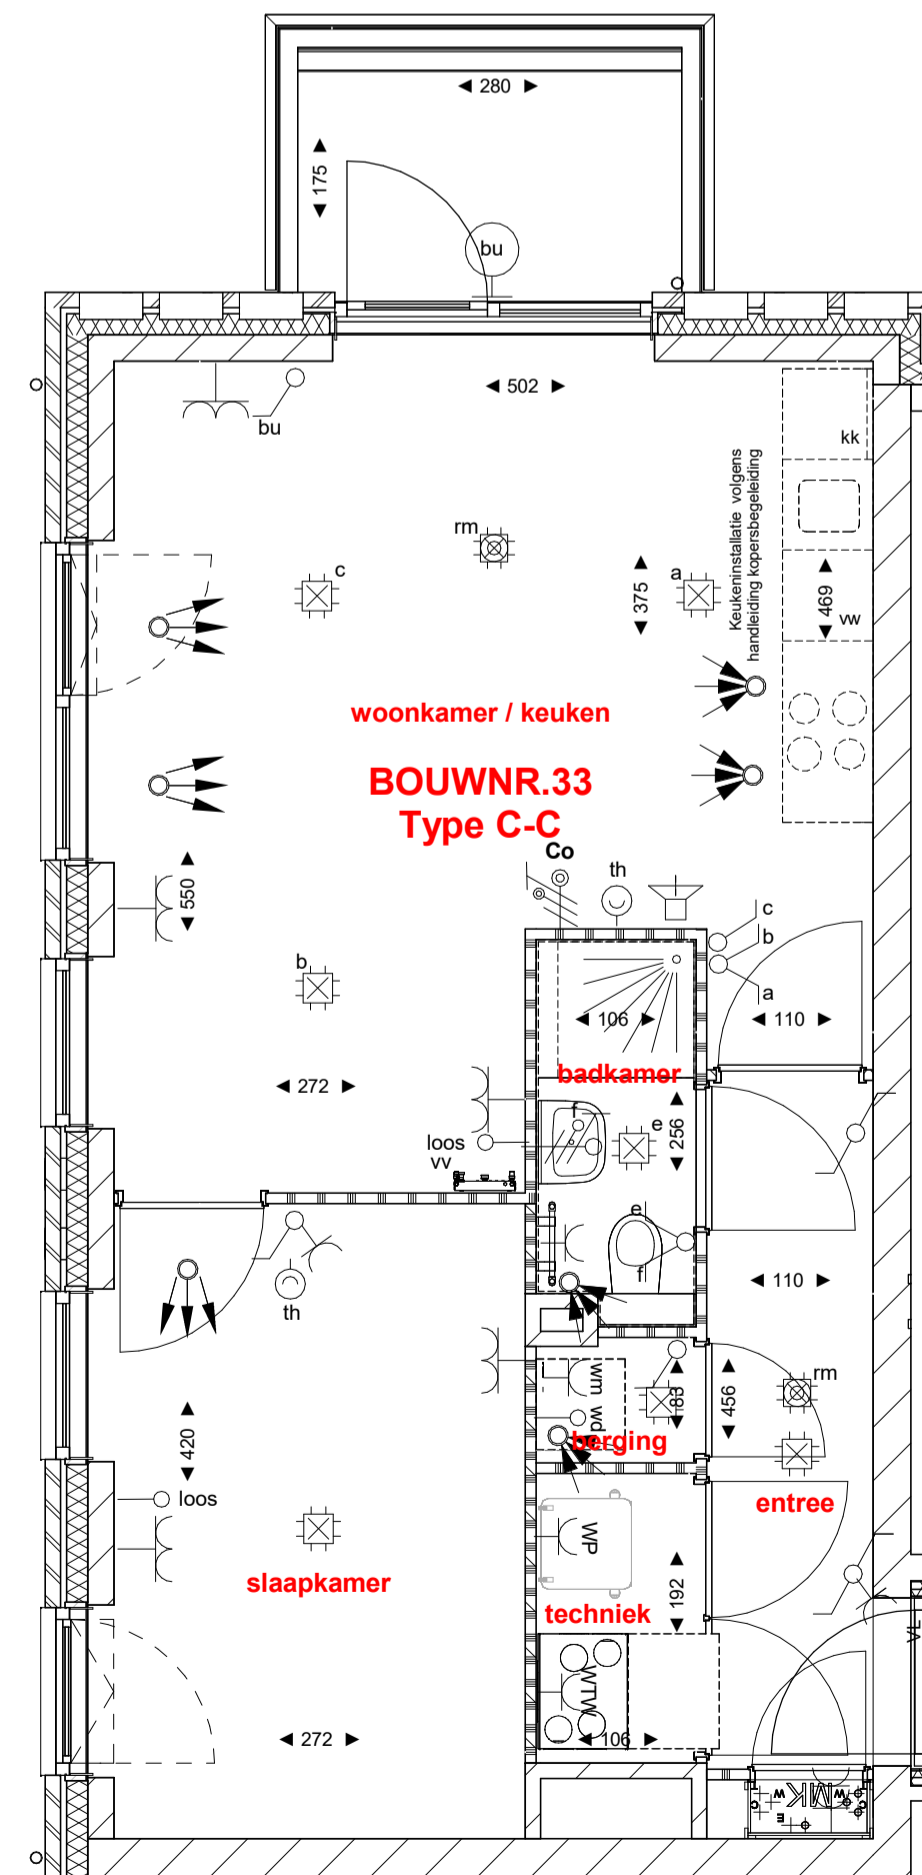 ◄ 280 ►
◄ 175 ►
bu
◄ 502 ►
bu
kk
rm
c
a
◄ 375 ►
Keukeninstallatie volgens
handleiding kopersbegeleiding
◄ 469 ►
vw
woonkamer / keuken
BOUWNR.33
Type C-C
Co
th
◄ 550 ►
c
b
a
b
◄ 106 ►
◄ 110 ►
badkamer
◄ 272 ►
f
e
◄ 256 ►
loos
vv
e
f
◄ 110 ►
th
wm
wd
◄ 83 ►
◄ 456 ►
rm
◄ 420 ►
berging
loos
entree
WP
slaapkamer
◄ 192 ►
techniek
VL
WTW
◄ 272 ►
◄ 106 ►
MK
w
w
E